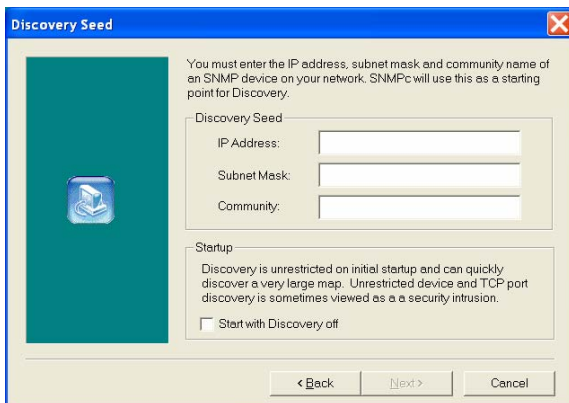 Discovery Seed
You must enter the IP address, subnet mask and community name of
an SNMP device on your network. SNMPc will use this as a starting
point for Discovery.
Discovery Seed
IP Address:
Subnet Mask:
Community:
Startup
Discovery is unrestricted on initial startup and can quickly
discover a very large map. Unrestricted device and TCP port
discovery is sometimes viewed as a a security intrusion.
Start with Discovery off
< Back
Next >
Cancel